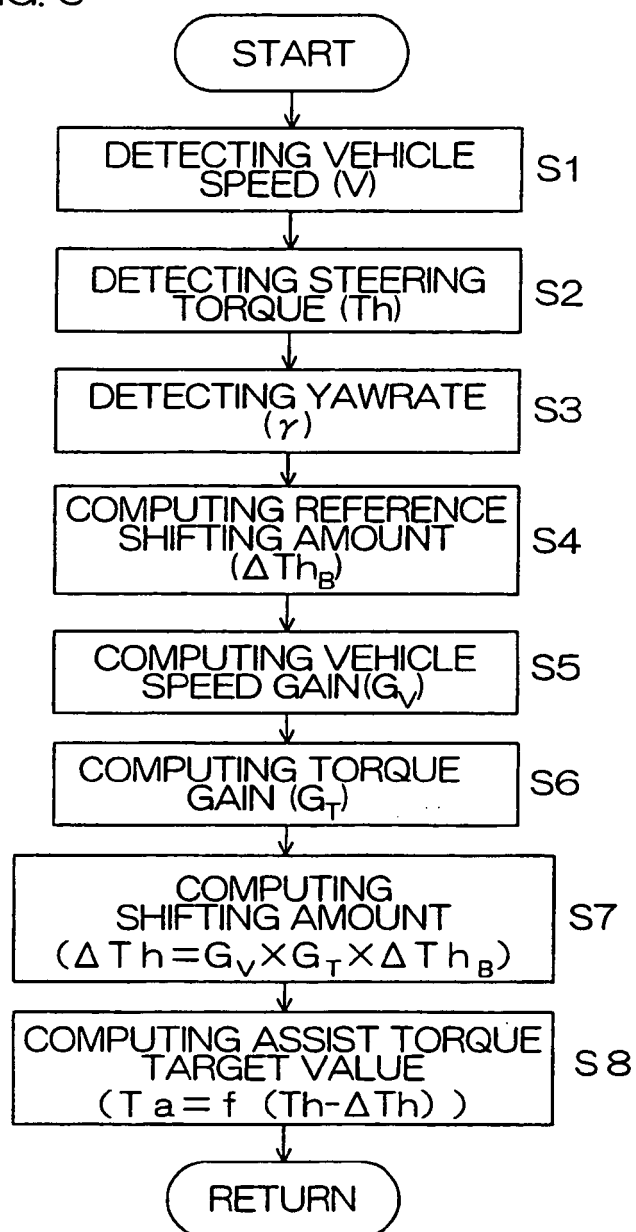 START
DETECTING VEHICLE
SPEED (V)
S1
DETECTING STEERING
TORQUE (Th)
S2
DETECTING YAWRATE
(γ)
S3
COMPUTING REFERENCE
SHIFTING AMOUNT
(ΔTh_B)
S4
COMPUTING VEHICLE
SPEED GAIN(G_V)
S5
COMPUTING TORQUE
GAIN (G_T)
S6
COMPUTING
SHIFTING AMOUNT
(ΔTh=G_V×G_T×ΔTh_B)
S7
COMPUTING ASSIST TORQUE
TARGET VALUE
(Ta=f (Th-ΔTh) )
S8
RETURN